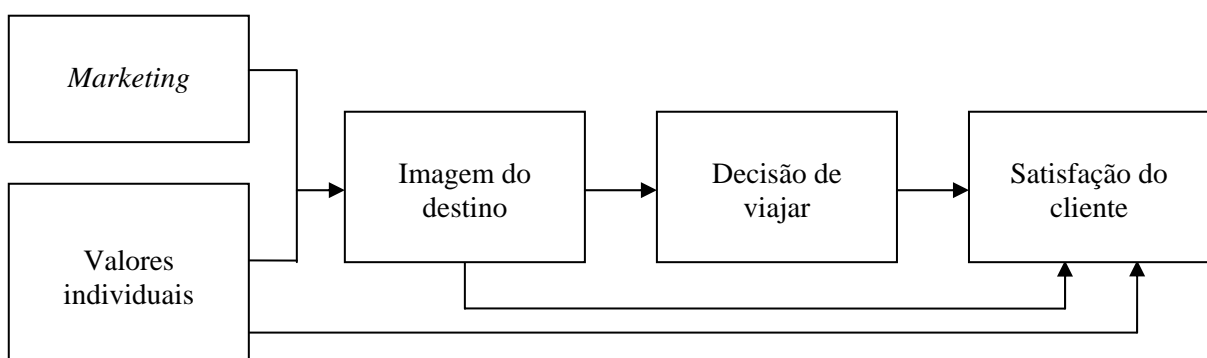 Marketing
Imagem do
destino
Decisão de
viajar
Satisfação do
cliente
Valores
individuais